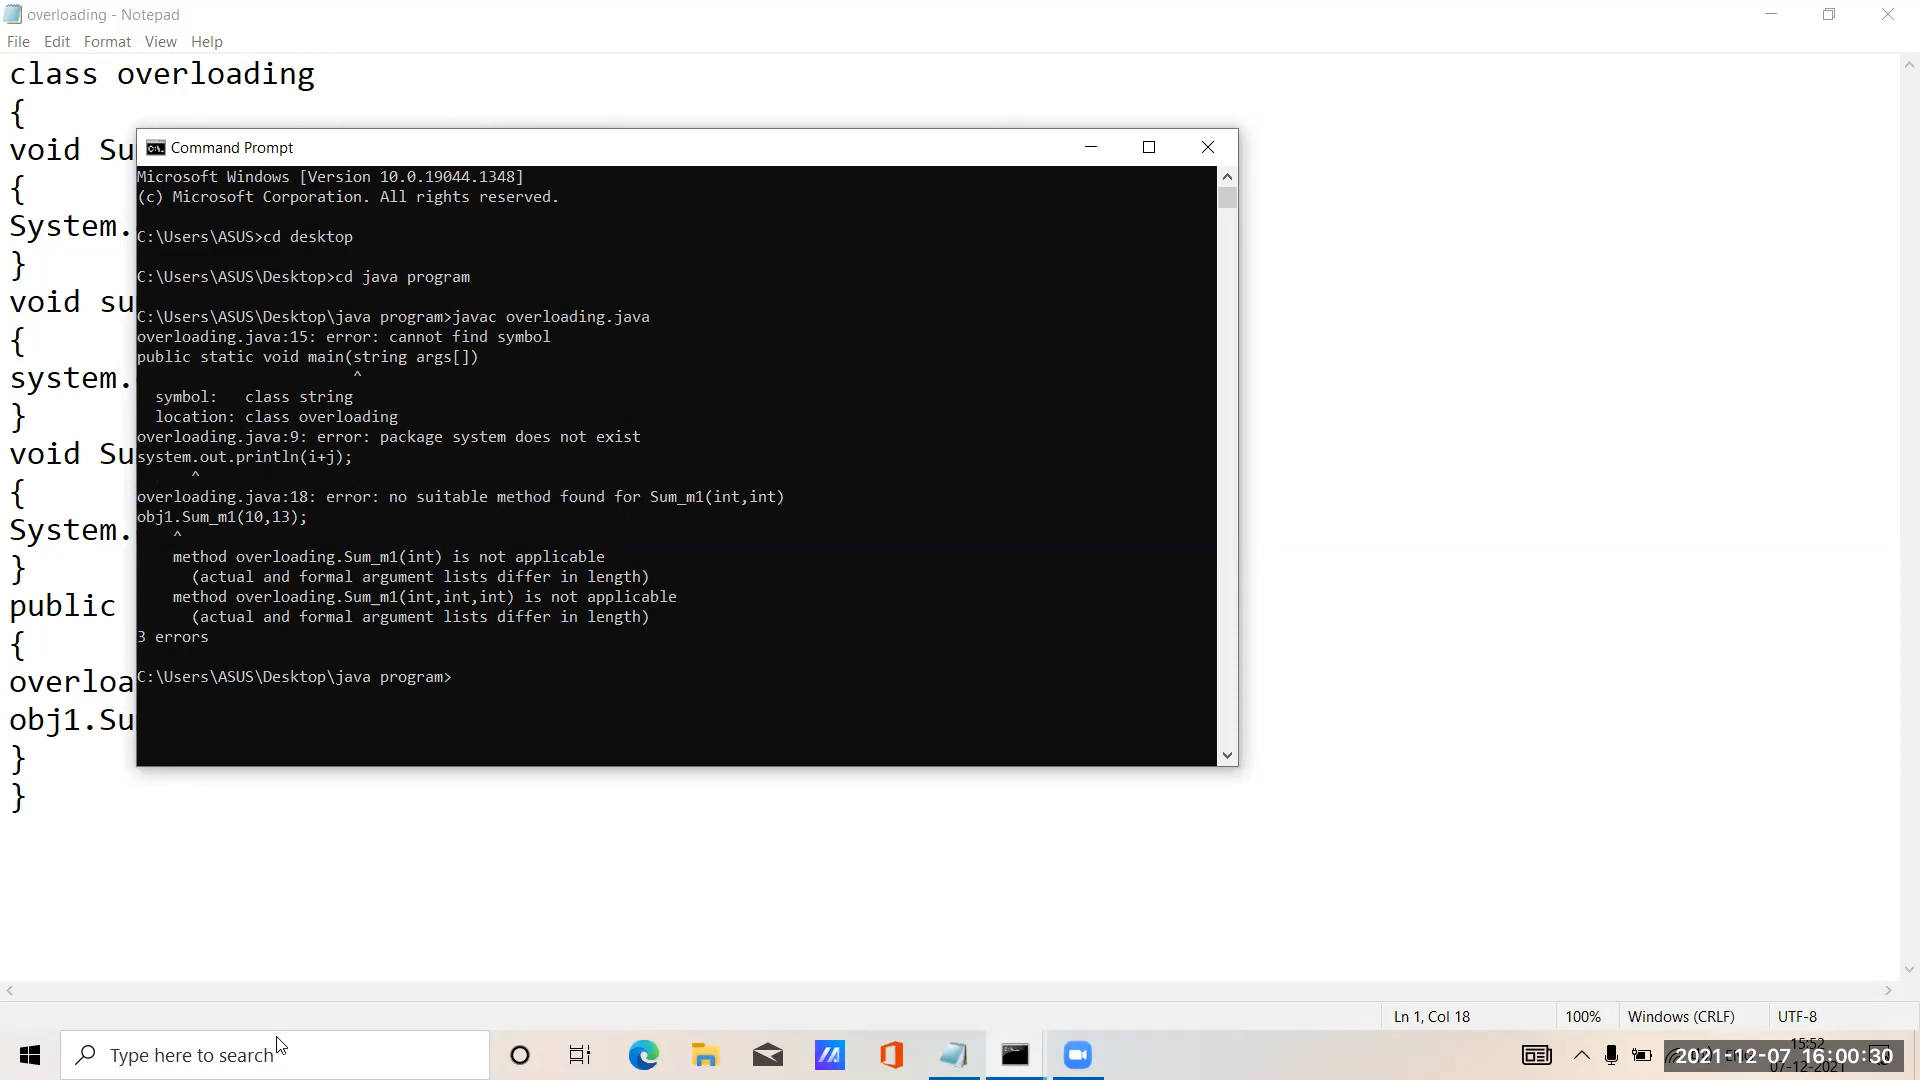 overloading - Notepad
File Edit Format View Help
class overloading
{
void Su
{
System.
}
void su
{
system.
}
void Su
{
System.
}
public
{
overloa
obj1.Su
}
}
Command Prompt
Microsoft Windows [Version 10.0.19044.1348]
(c) Microsoft Corporation. All rights reserved.
C:\Users\ASUS>cd desktop
C:\Users\ASUS\Desktop>cd java program
C:\Users\ASUS\Desktop\java program>javac overloading.java
overloading.java:15: error: cannot find symbol
public static void main(string args[])
^
symbol:   class string
location: class overloading
overloading.java:9: error: package system does not exist
system.out.println(i+j);
^
overloading.java:18: error: no suitable method found for Sum_m1(int,int)
obj1.Sum_m1(10,13);
^
method overloading.Sum_m1(int) is not applicable
(actual and formal argument lists differ in length)
method overloading.Sum_m1(int,int,int) is not applicable
(actual and formal argument lists differ in length)
3 errors
C:\Users\ASUS\Desktop\java program>
Ln 1, Col 18
100%
Windows (CRLF)
UTF-8
Type here to search
15:52
2021-12-07 16:00:30